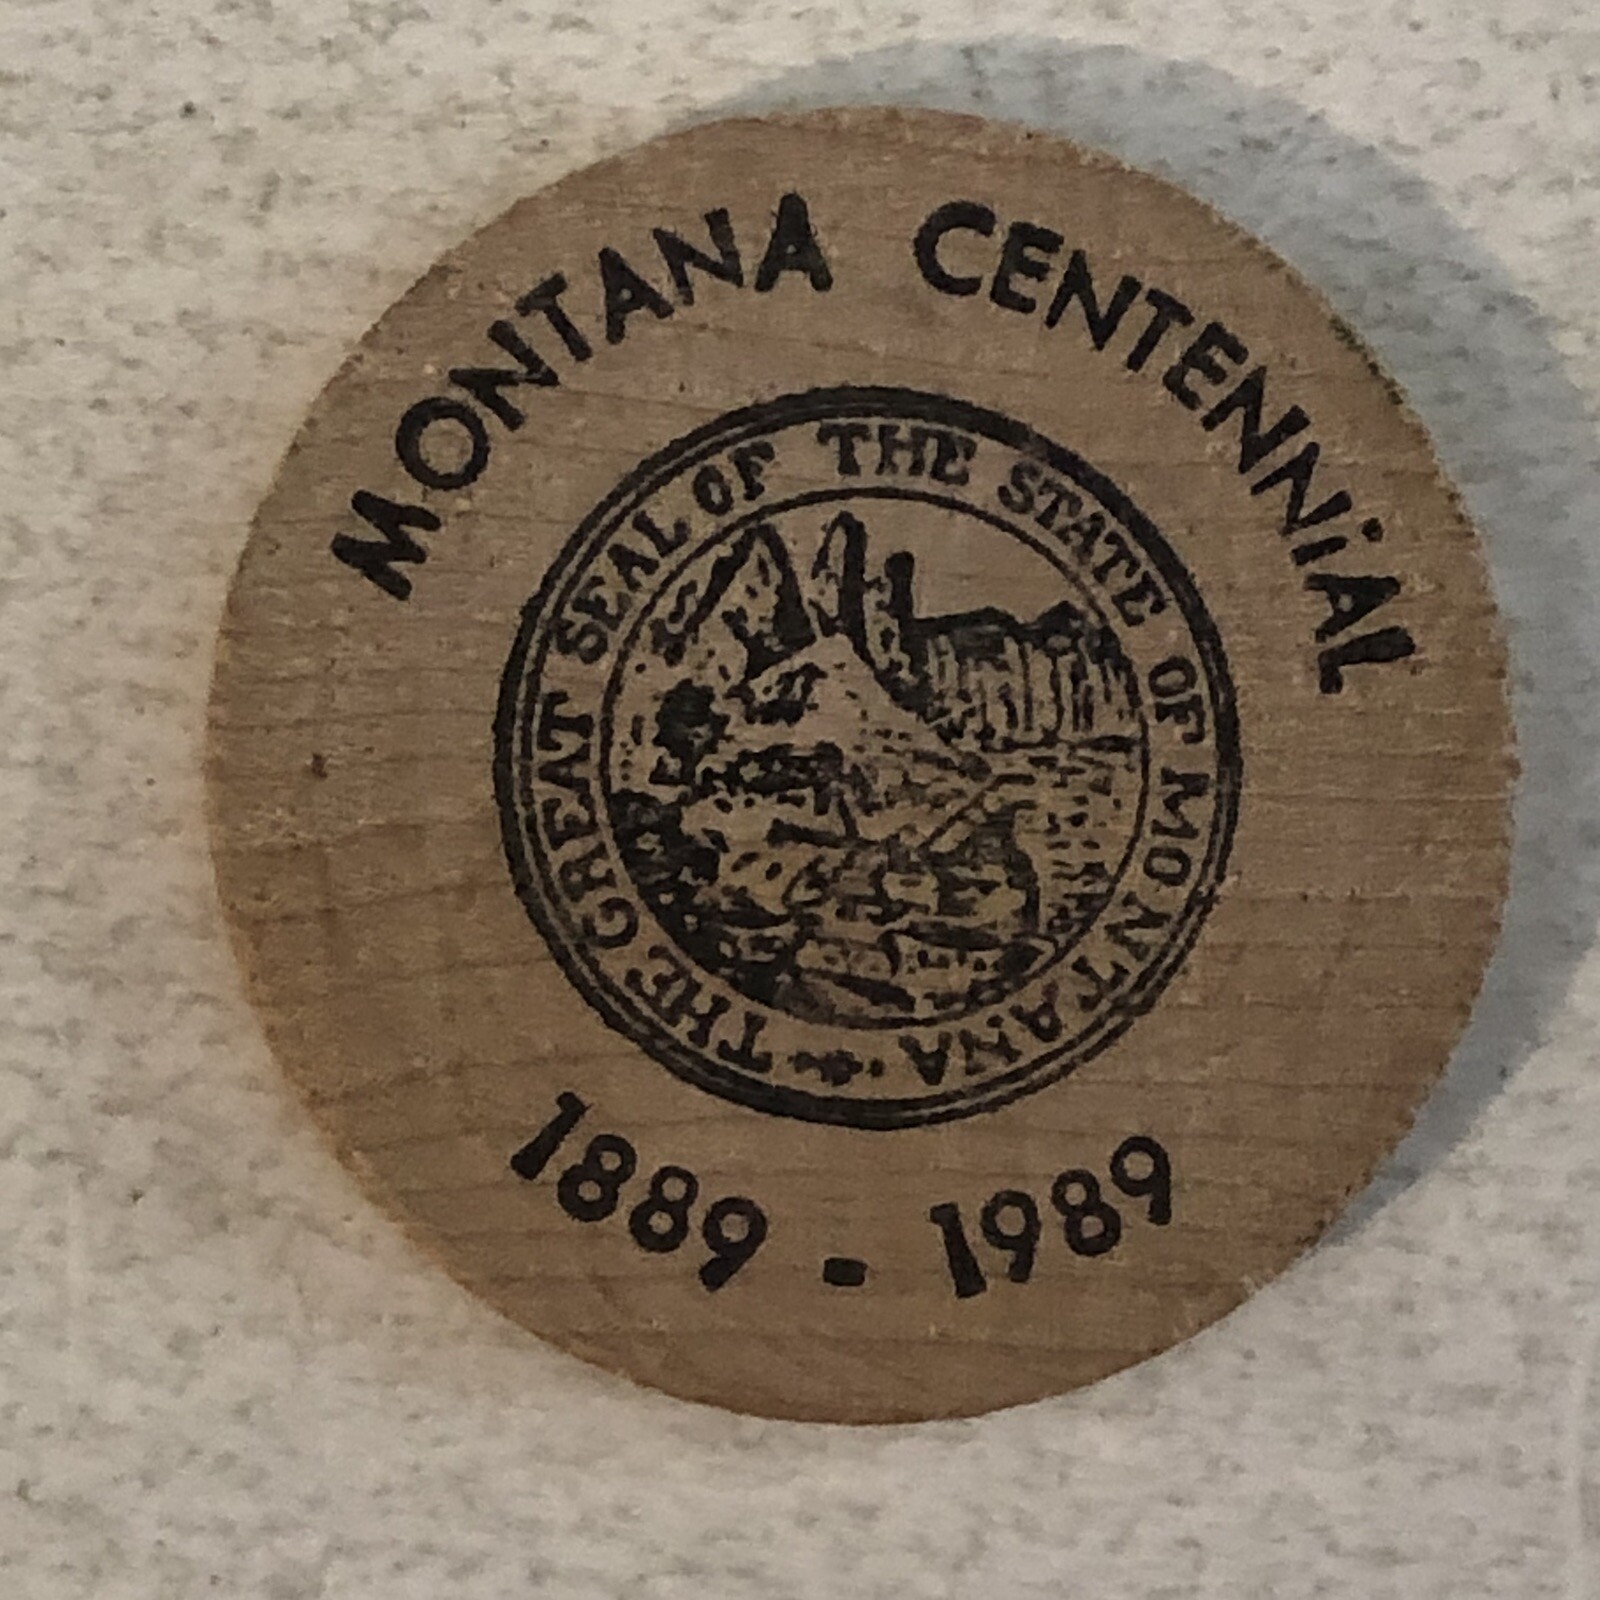 MONTANA CENTENNiAL
THE GREAT SEAL OF THE STATE OF MONTANA
1889 - 1989